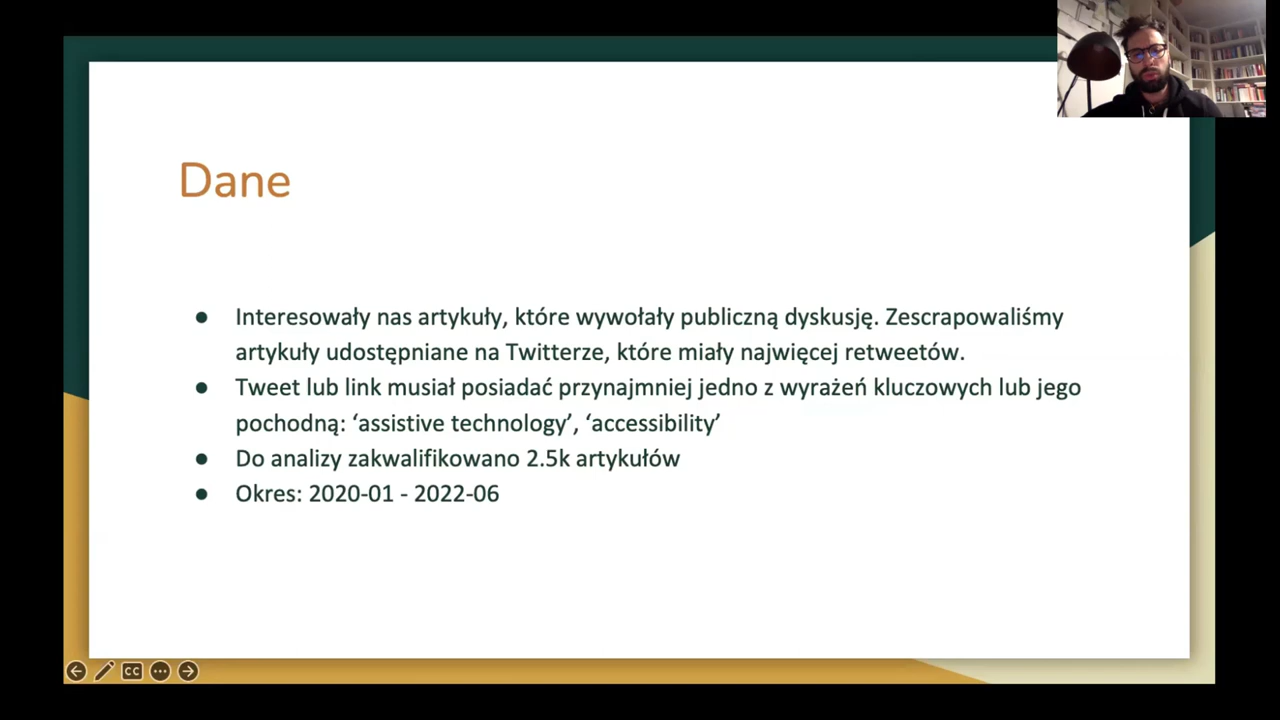 Dane
● Interesowały nas artykuły, które wywołały publiczną dyskusję. Zescrapowaliśmy
artykuły udostępniane na Twitterze, które miały najwięcej retweetów.
● Tweet lub link musiał posiadać przynajmniej jedno z wyrażeń kluczowych lub jego
pochodną: ‘assistive technology’, ‘accessibility’
● Do analizy zakwalifikowano 2.5k artykułów
● Okres: 2020-01 - 2022-06
CC